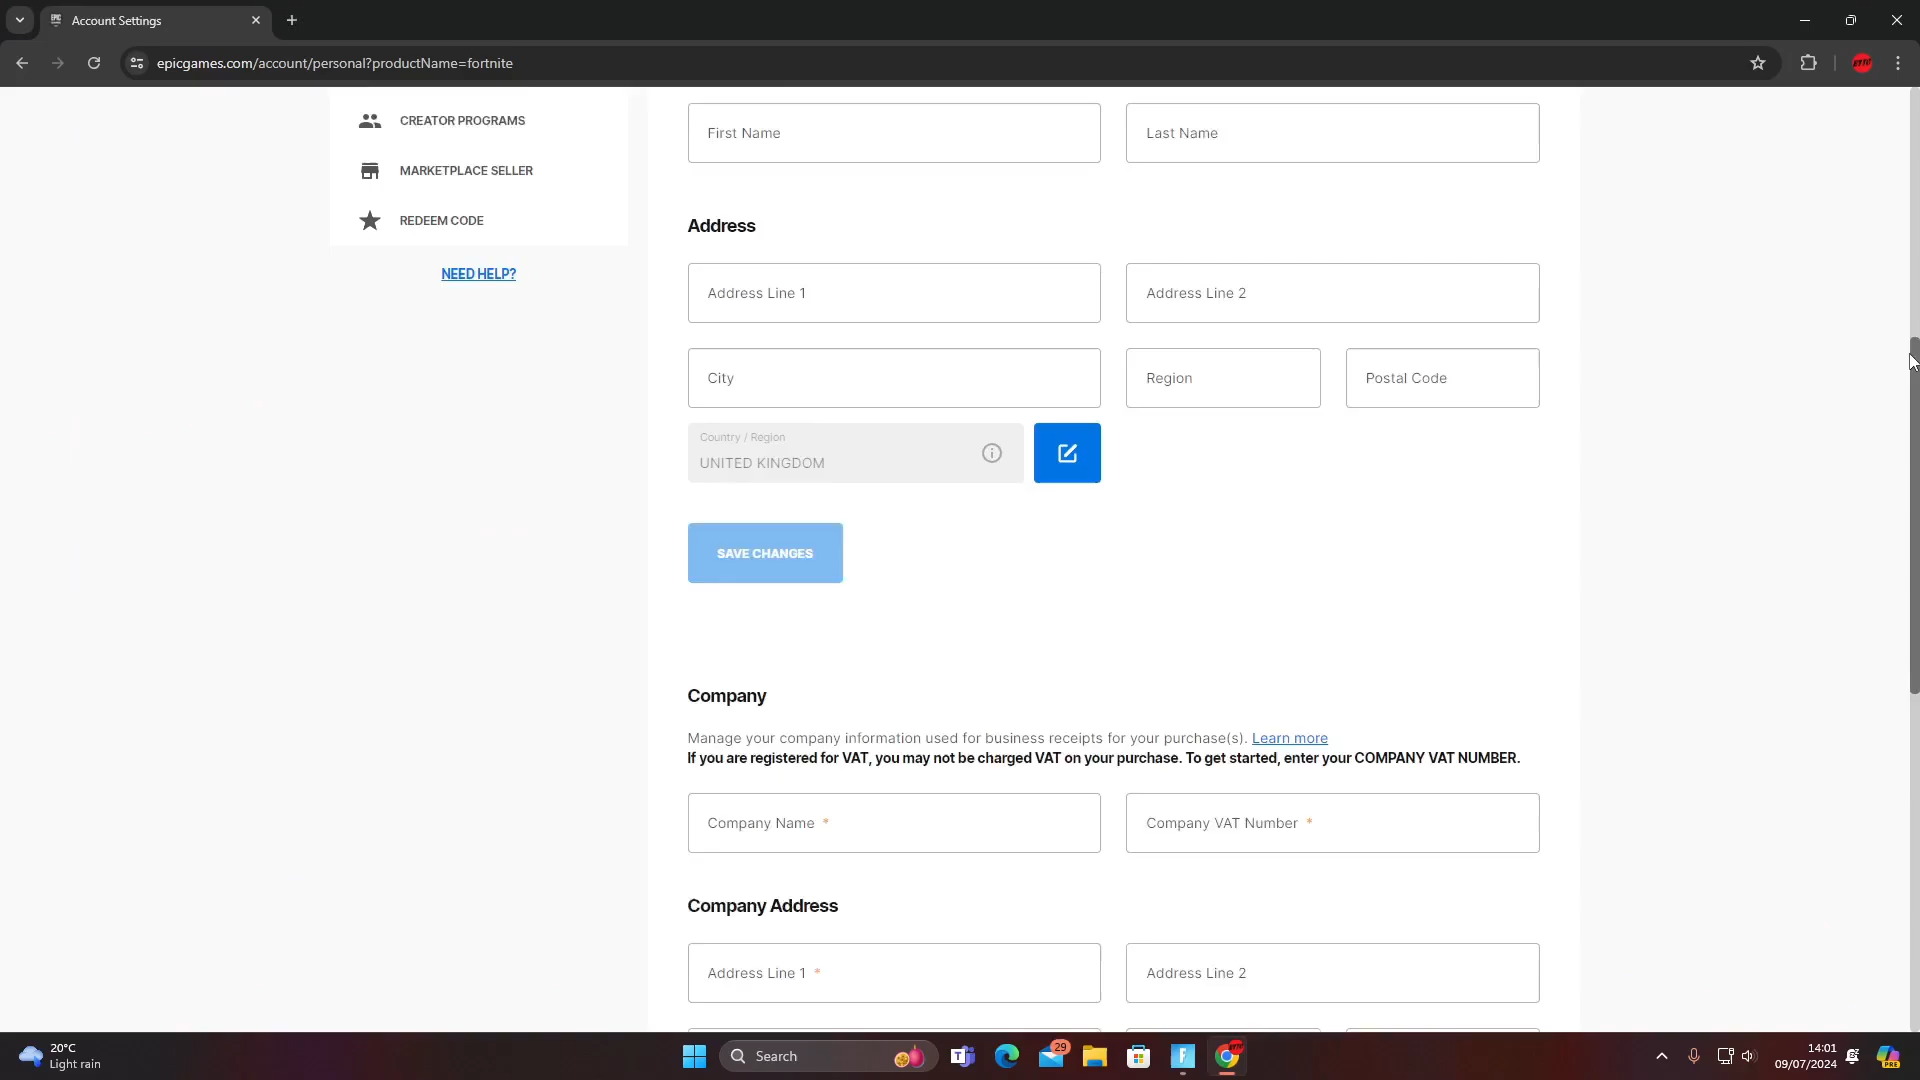 Account Settings
epicgames.com/account/personal?productName=fortnite
CREATOR PROGRAMS
MARKETPLACE SELLER
REDEEM CODE
NEED HELP?
First Name
Last Name
Address
Address Line 1
Address Line 2
City
Region
Postal Code
Country / Region
UNITED KINGDOM
SAVE CHANGES
Company
Manage your company information used for business receipts for your purchase(s). Learn more
If you are registered for VAT, you may not be charged VAT on your purchase. To get started, enter your COMPANY VAT NUMBER.
Company Name *
Company VAT Number *
Company Address
Address Line 1 *
Address Line 2
20°C
Light rain
Search
29
14:01
09/07/2024
PRE